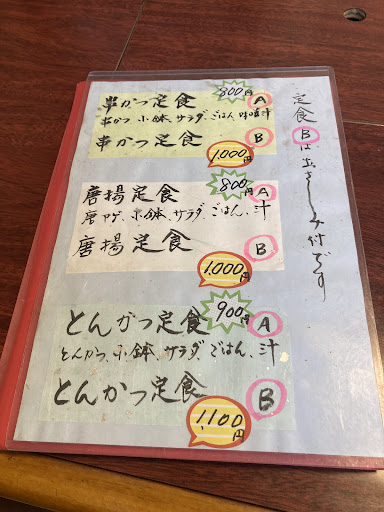 定食Ⓑはおさしみ付です
串かつ定食 800円 Ⓐ
串かつ、小鉢、サラダ、ごはん、味噌汁
串かつ定食 Ⓑ
1,000円
唐揚定食 800円 Ⓐ
唐アゲ、小鉢、サラダ、ごはん、汁
唐揚定食 Ⓑ
1,000円
とんかつ定食 900円 Ⓐ
とんかつ、小鉢、サラダ、ごはん、汁
とんかつ定食 Ⓑ
1,100円